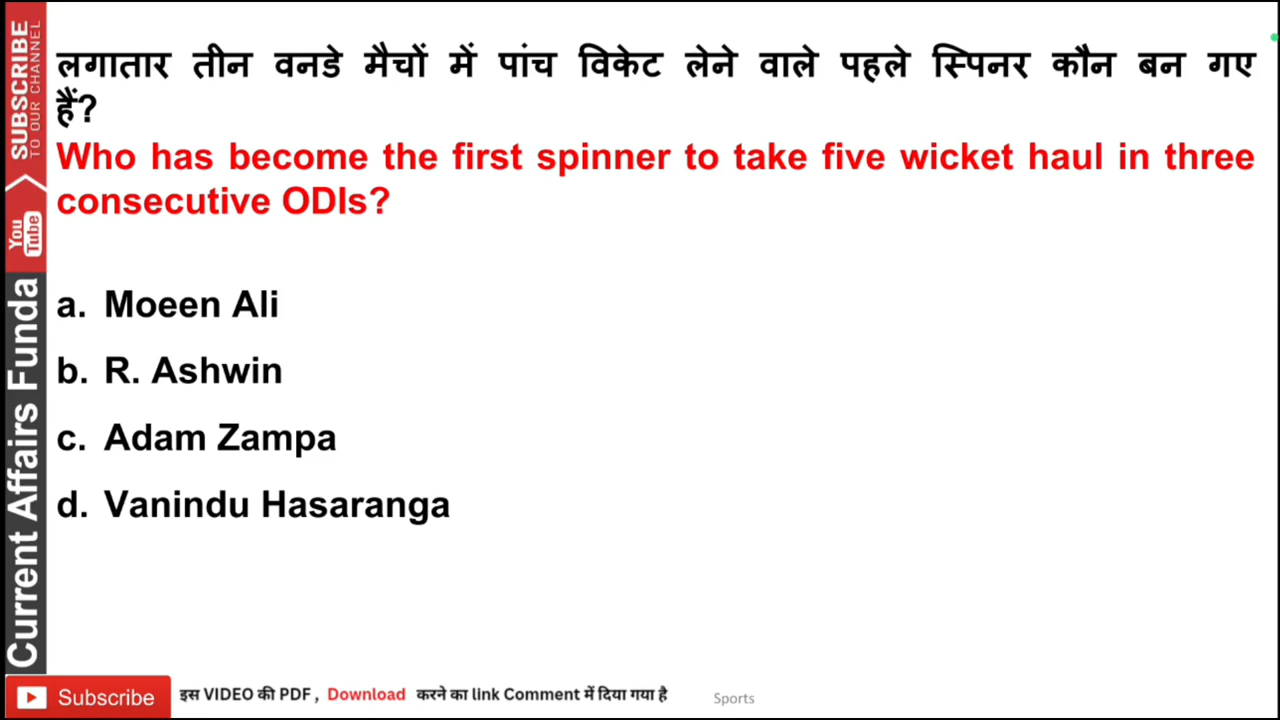 लगातार तीन वनडे मैचों में पांच विकेट लेने वाले पहले स्पिनर कौन बन गए
हैं?
Who has become the first spinner to take five wicket haul in three
consecutive ODIs?
a. Moeen Ali
b. R. Ashwin
c. Adam Zampa
d. Vanindu Hasaranga
SUBSCRIBE
TO OUR CHANNEL
You
Tube
Current Affairs Funda
Subscribe
इस VIDEO की PDF , Download करने का link Comment में दिया गया है
Sports